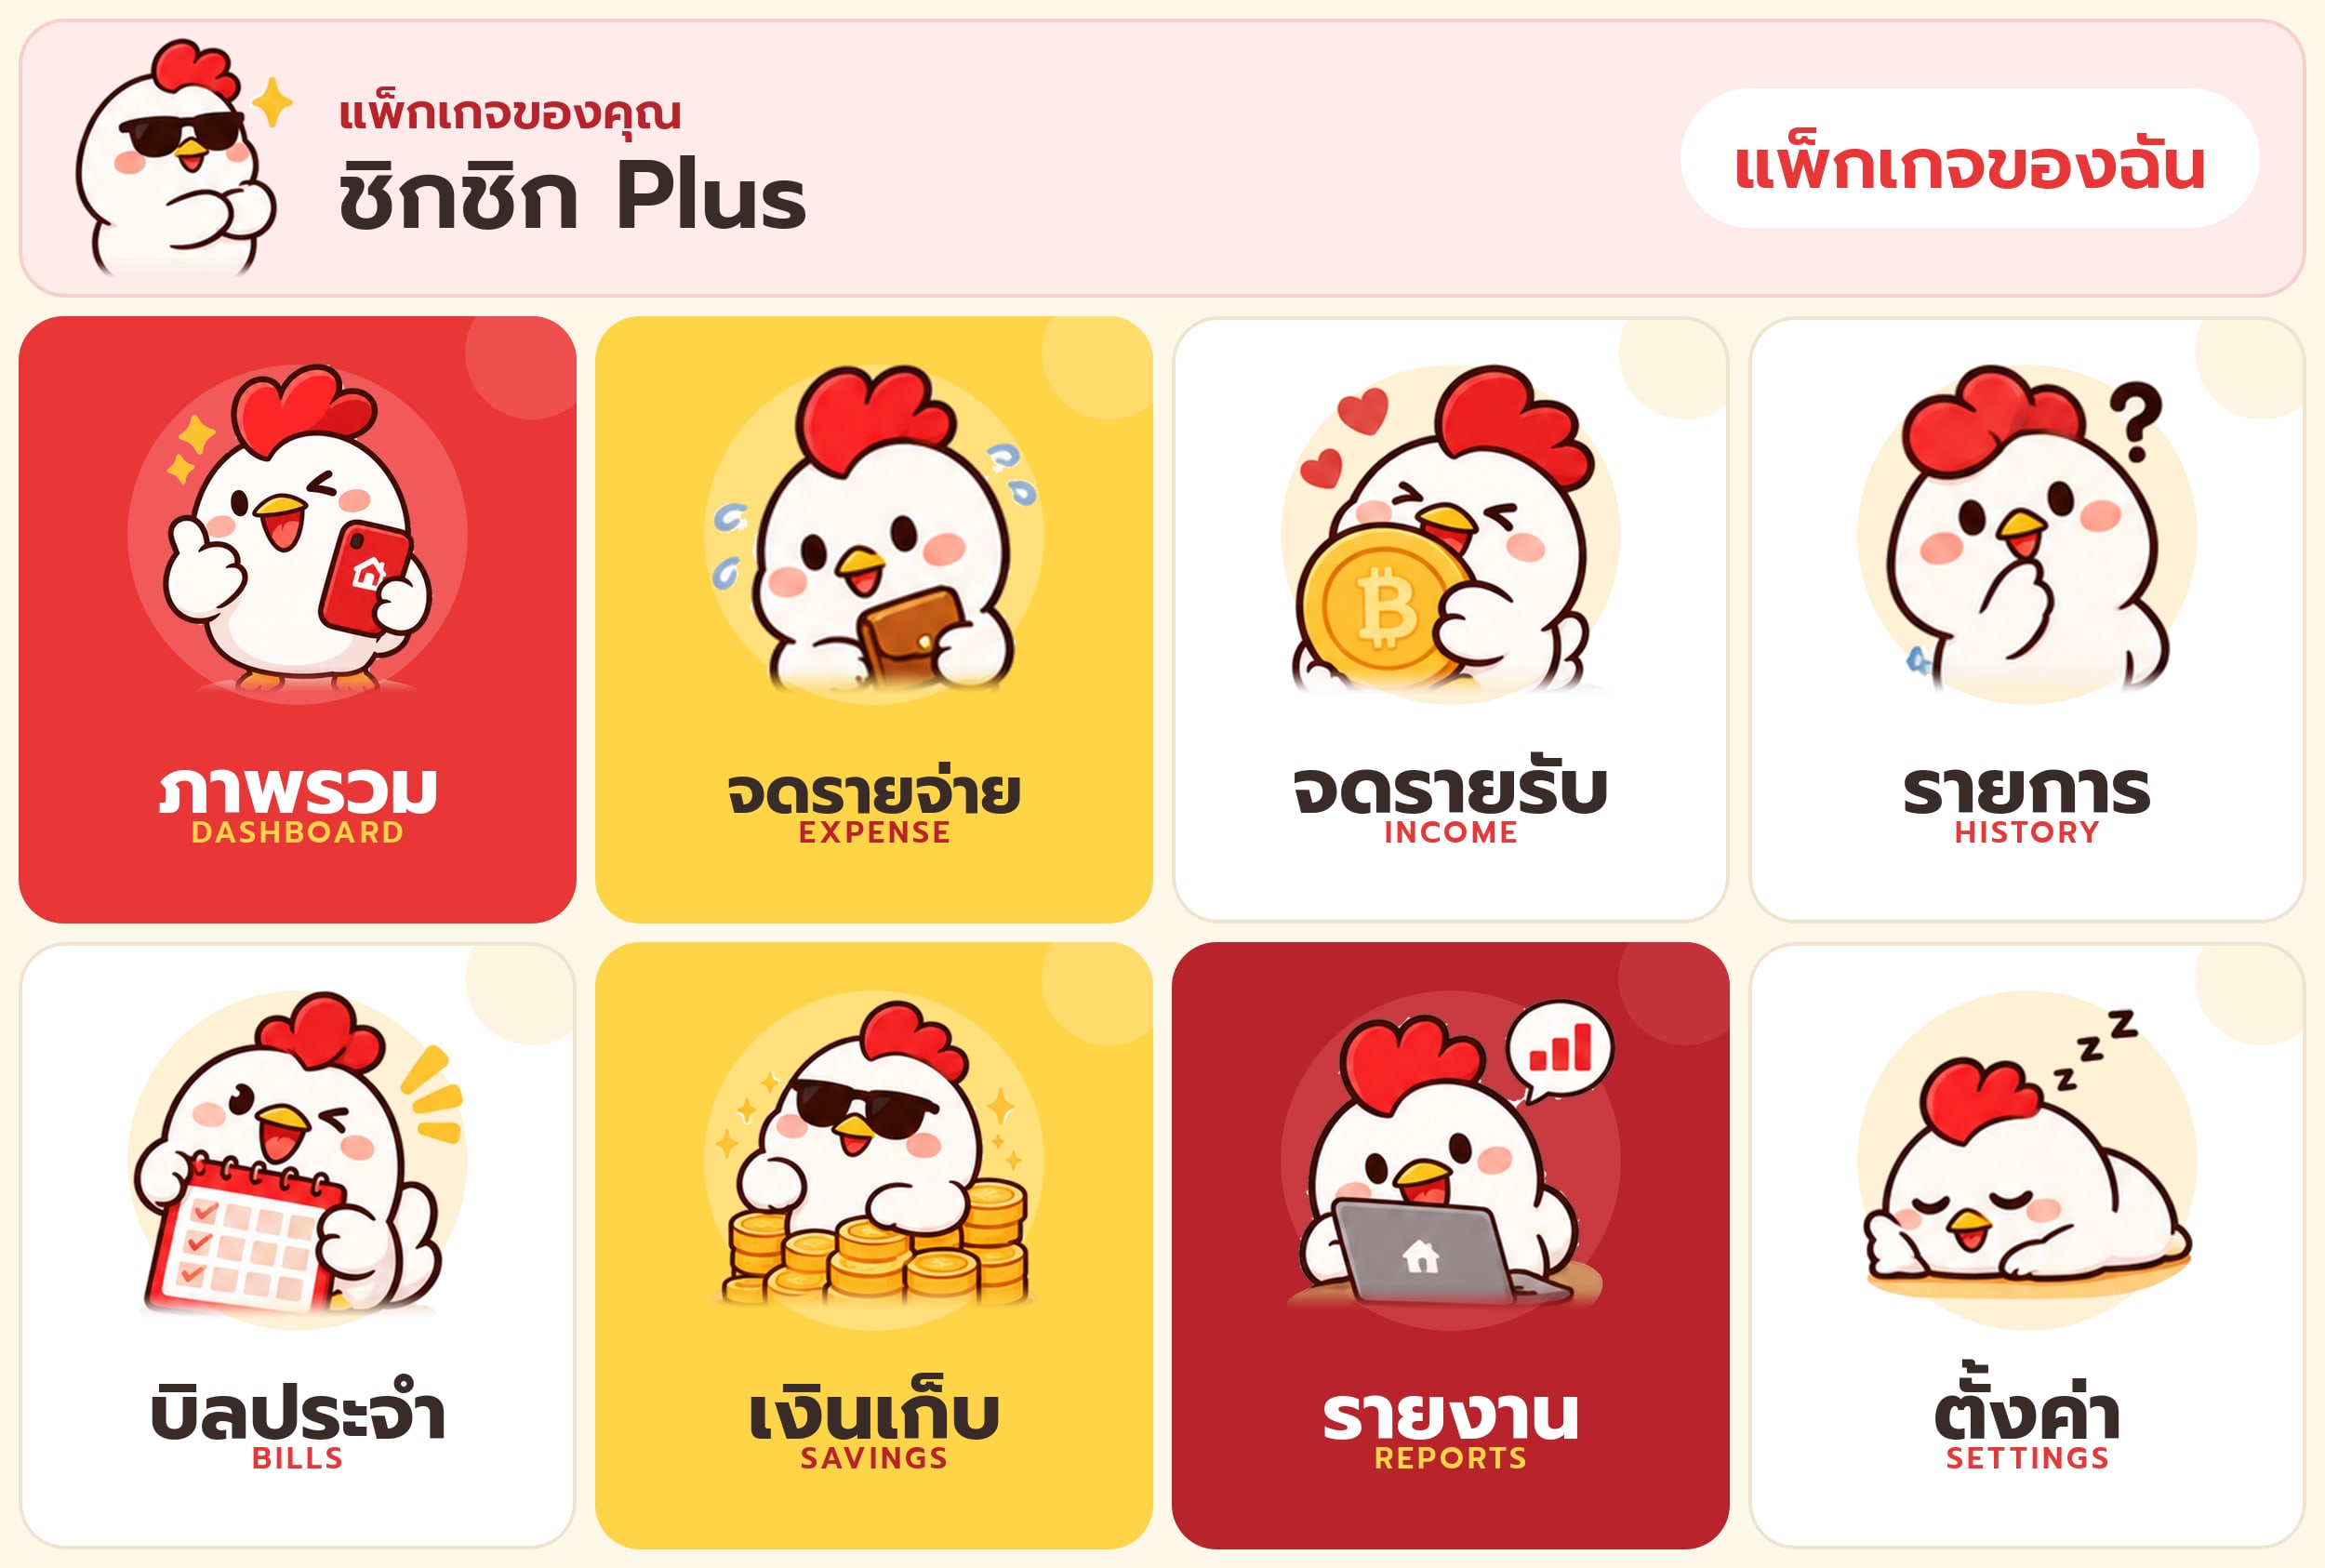 แพ็กเกจของคุณ
ชิกชิก Plus
แพ็กเกจของฉัน
ภาพรวม
DASHBOARD
จดรายจ่าย
EXPENSE
จดรายรับ
INCOME
?
รายการ
HISTORY
บิลประจำ
BILLS
เงินเก็บ
SAVINGS
รายงาน
REPORTS
z z z
ตั้งค่า
SETTINGS